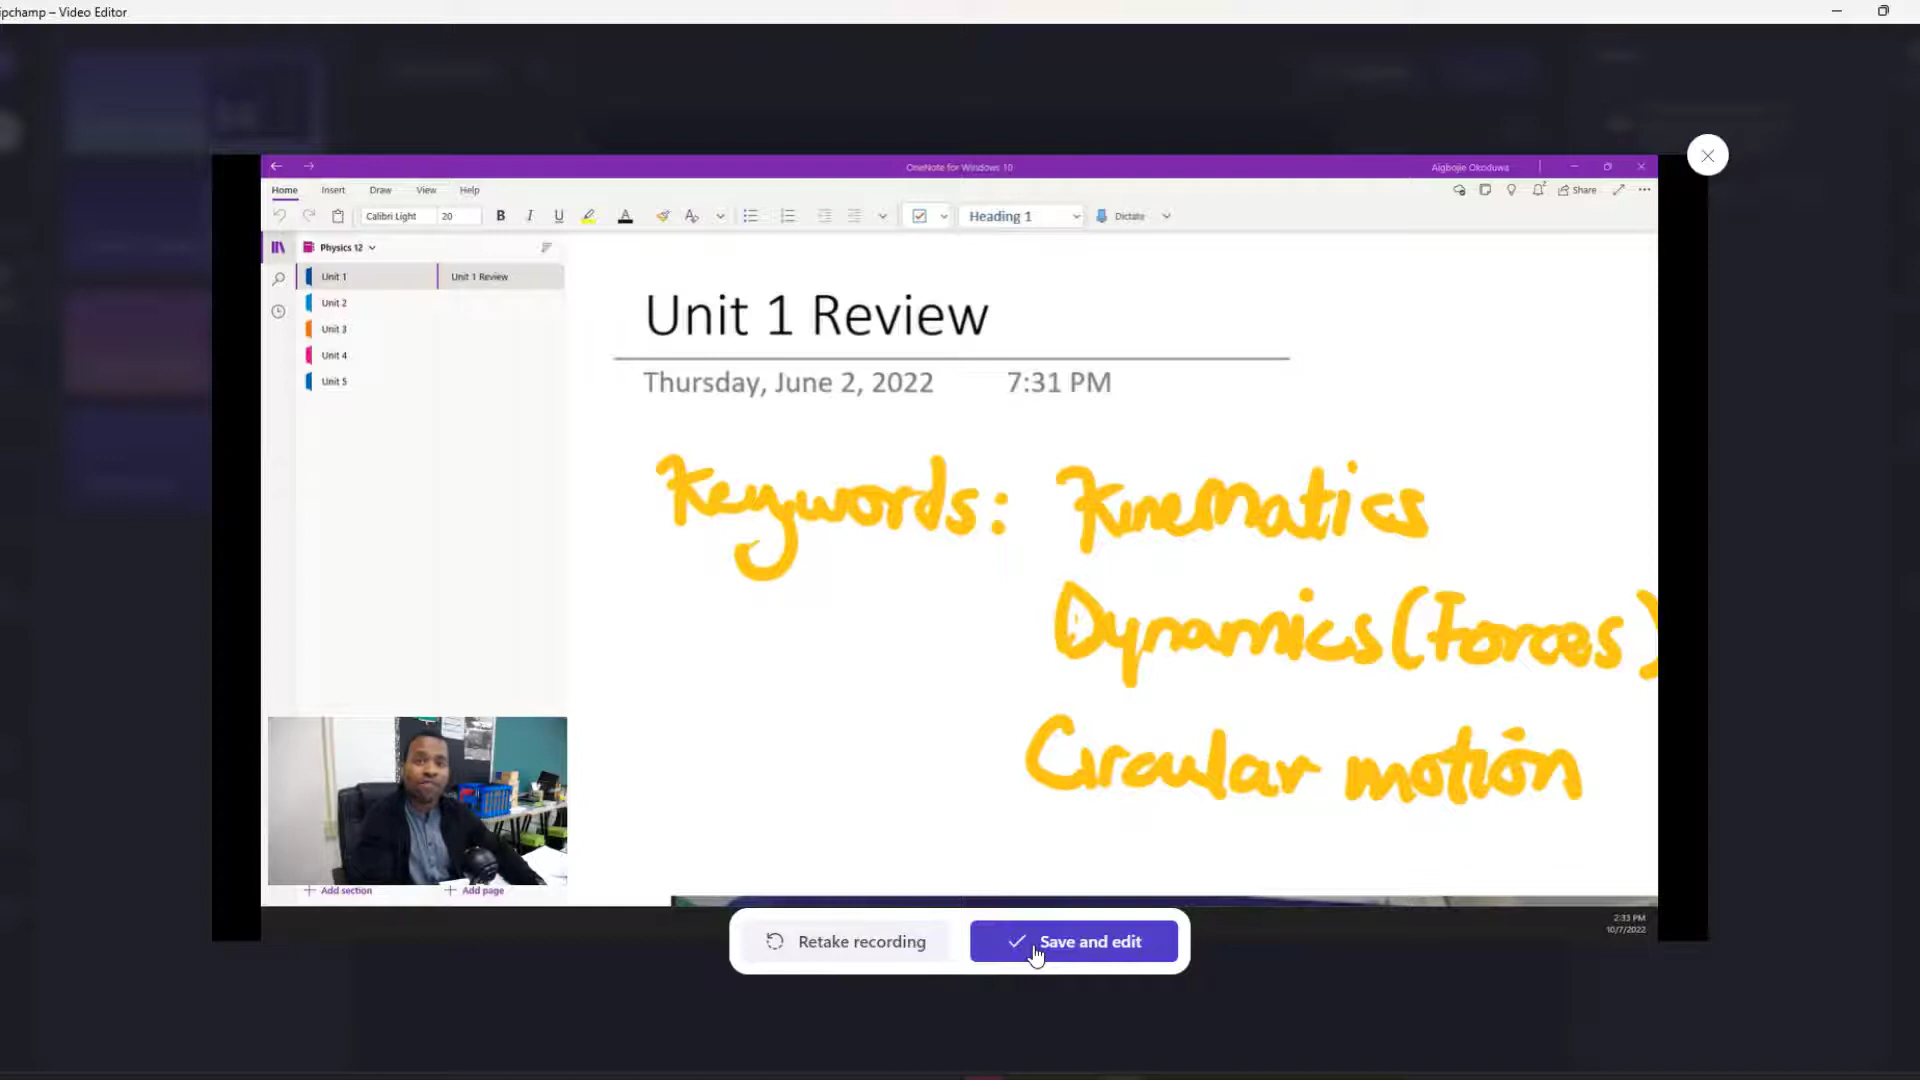 ipchamp – Video Editor
OneNote for Windows 10
Aigbojie Okoduwa
Home Insert Draw View Help
Share
Calibri Light 20 B I U A Heading 1 Dictate
Physics 12
Unit 1 Unit 1 Review
Unit 2
Unit 3
Unit 4
Unit 5
Unit 1 Review
Thursday, June 2, 2022 7:31 PM
Keywords: Kinematics
Dynamics (Forces)
Circular motion
Add section Add page
2:33 PM
10/7/2022
Retake recording Save and edit